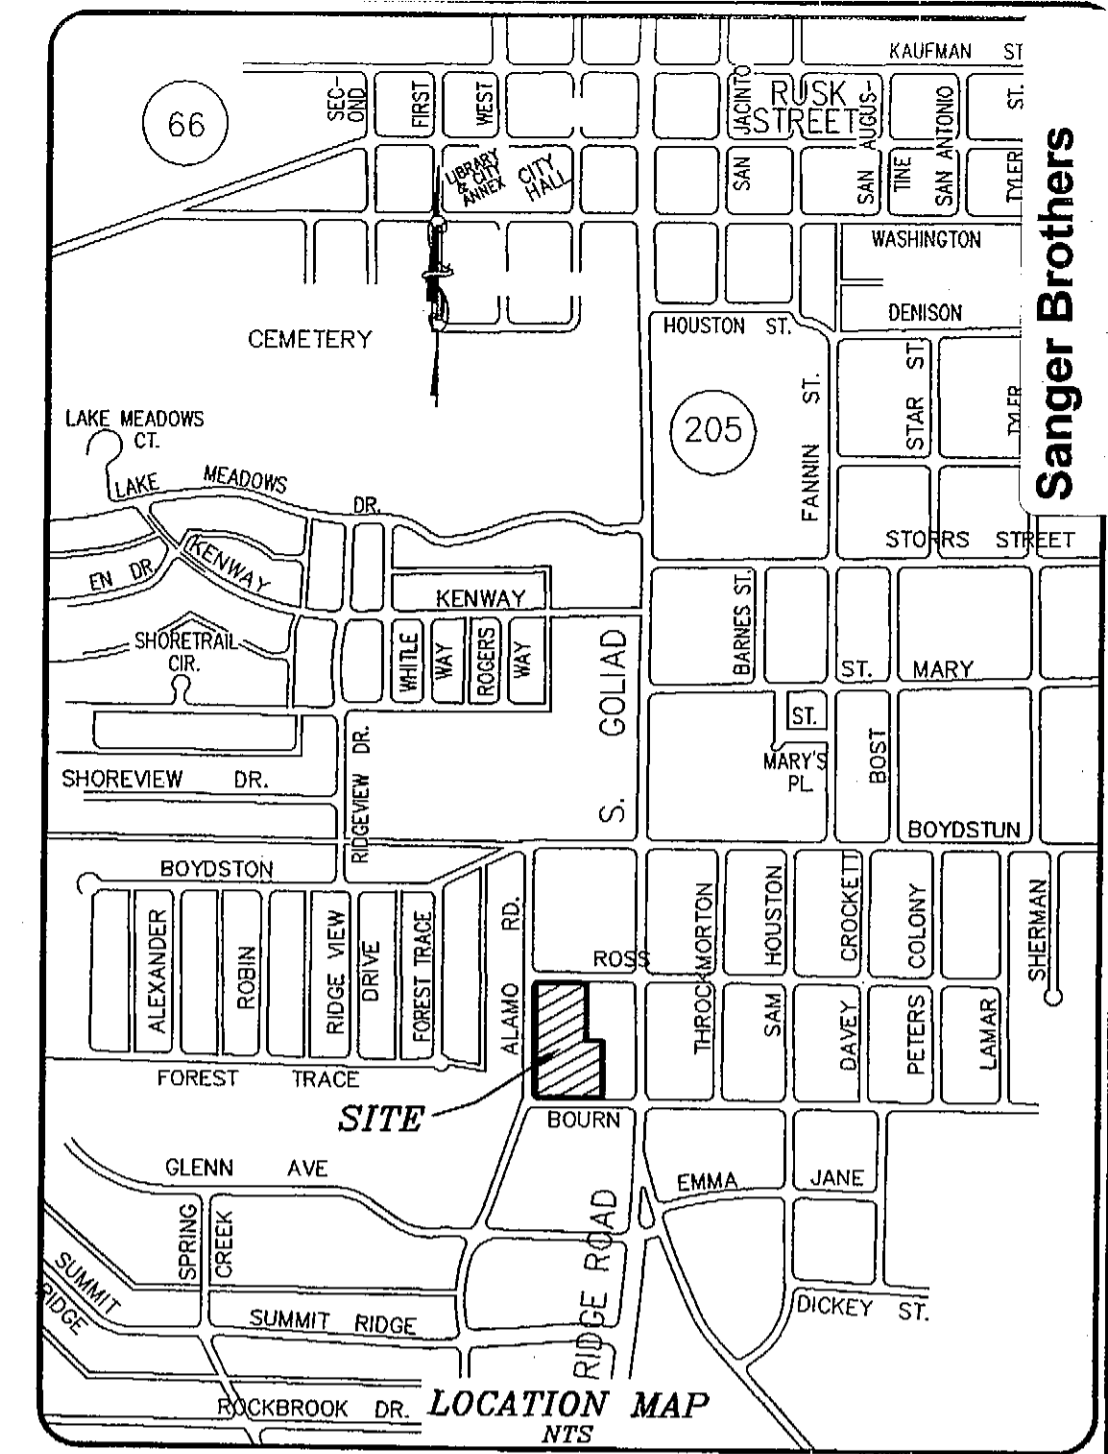 KAUFMAN ST
66
SEC-
OND
FIRST
WEST
SAN JACINTO
RUSK
STREET
SAN AUGUS-
TINE
SAN ANTONIO
TYLER ST.
LIBRARY
& CITY
ANNEX
CITY
HALL
WASHINGTON
Sanger Brothers
CEMETERY
HOUSTON ST.
DENISON
LAKE MEADOWS
CT.
205
FANNIN ST.
STAR ST.
TYLER
LAKE MEADOWS DR.
STORRS STREET
KENWAY
EN DR.
KENWAY
BARNES ST.
SHORETRAIL
CIR.
WHITLE
WAY
ROGERS
WAY
S. GOLIAD
ST. MARY
ST.
MARY'S
PL.
BOST
SHOREVIEW DR.
RIDGEVIEW DR.
BOYDSTUN
BOYDSTON
ALEXANDER
ROBIN
RIDGE VIEW
DRIVE
FOREST TRACE
ALAMO RD.
ROSS
THROCKMORTON
SAM HOUSTON
DAVEY CROCKETT
PETERS COLONY
LAMAR
SHERMAN
FOREST TRACE
SITE
BOURN
GLENN AVE
EMMA JANE
SPRING
CREEK
RIDGE ROAD
SUMMIT
RIDGE
SUMMIT RIDGE
DICKEY ST.
ROCKBROOK DR.
LOCATION MAP
NTS